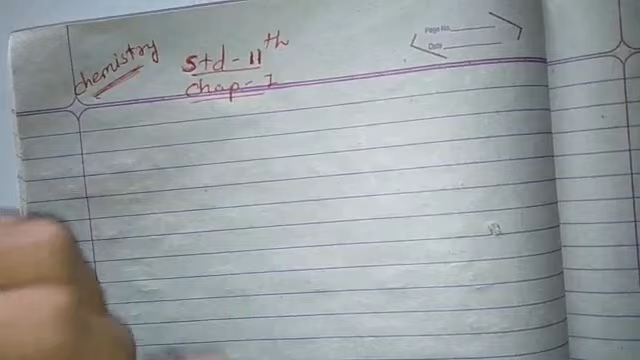 chemistry
std - 11th
chap - 1
Page No.
Date